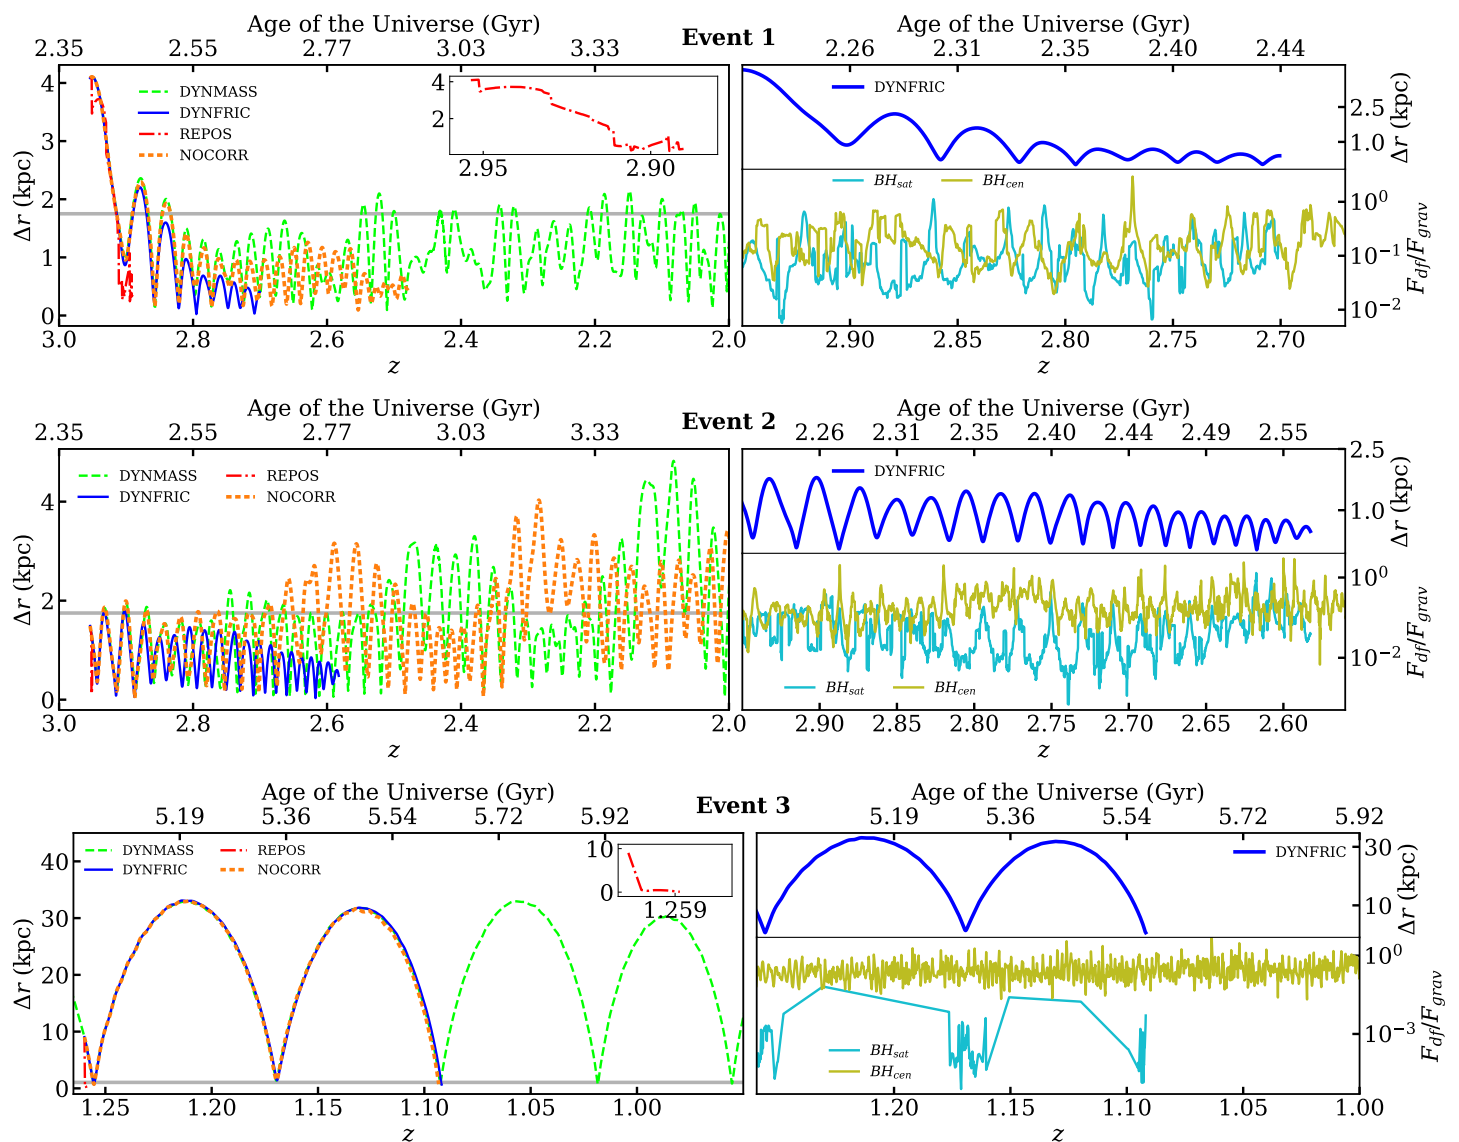 Age of the Universe (Gyr)
Event 1
Age of the Universe (Gyr)
2.35 2.55 2.77 3.03 3.33
2.26 2.31 2.35 2.40 2.44
4
3
2
1
0
Δr (kpc)
DYNMASS
DYNFRIC
REPOS
NOCORR
4
2
2.95 2.90
3.0 2.8 2.6 2.4 2.2 2.0
z
DYNFRIC
2.5
1.0
Δr (kpc)
BH_sat BH_cen
10^0
10^−1
10^−2
F_df/F_grav
2.90 2.85 2.80 2.75 2.70
z
Age of the Universe (Gyr)
Event 2
Age of the Universe (Gyr)
2.35 2.55 2.77 3.03 3.33
2.26 2.31 2.35 2.40 2.44 2.49 2.55
4
2
0
Δr (kpc)
DYNMASS REPOS
DYNFRIC NOCORR
3.0 2.8 2.6 2.4 2.2 2.0
z
DYNFRIC
2.5
1.0
Δr (kpc)
BH_sat BH_cen
10^0
10^−2
F_df/F_grav
2.90 2.85 2.80 2.75 2.70 2.65 2.60
z
Age of the Universe (Gyr)
Event 3
Age of the Universe (Gyr)
5.19 5.36 5.54 5.72 5.92
5.19 5.36 5.54 5.72 5.92
40
30
20
10
0
Δr (kpc)
DYNMASS REPOS
DYNFRIC NOCORR
10
0
1.259
1.25 1.20 1.15 1.10 1.05 1.00
z
DYNFRIC
30
10
Δr (kpc)
BH_sat
BH_cen
10^0
10^−3
F_df/F_grav
1.20 1.15 1.10 1.05 1.00
z